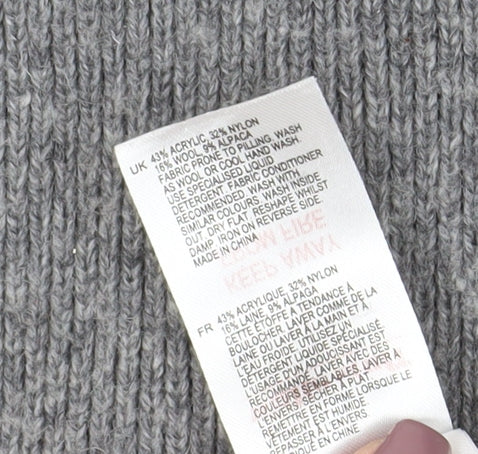 UK 43% ACRYLIC, 32% NYLON
16% WOOL 9% ALPACA
FABRIC PRONE TO PILLING. WASH
AS WOOL OR COOL HAND WASH.
USE SPECIALISED LIQUID
DETERGENT. FABRIC CONDITIONER
RECOMMENDED. WASH WITH
SIMILAR COLOURS. WASH INSIDE
OUT. DRY FLAT. RESHAPE WHILST
DAMP. IRON ON REVERSE SIDE.
MADE IN CHINA
KEEP AWAY
FROM FIRE
FR 43% ACRYLIQUE, 32% NYLON
16% LAINE, 9% ALPAGA
CETTE ÉTOFFE A TENDANCE À
BOULOCHER. LAVER COMME DE LA
LAINE OU LAVER À LA MAIN ET À
L'EAU FROIDE. UTILISEZ UN
DÉTERGENT LIQUIDE SPÉCIALISÉ.
L'USAGE D'UN ADOUCISSANT EST
RECOMMANDÉ. LAVER AVEC DES
COULEURS SEMBLABLES. LAVER À
L'ENVERS. SÉCHER À PLAT.
REMETTRE EN FORME LORSQUE LE
VÊTEMENT EST HUMIDE.
REPASSER À L'ENVERS.
EN CHINE